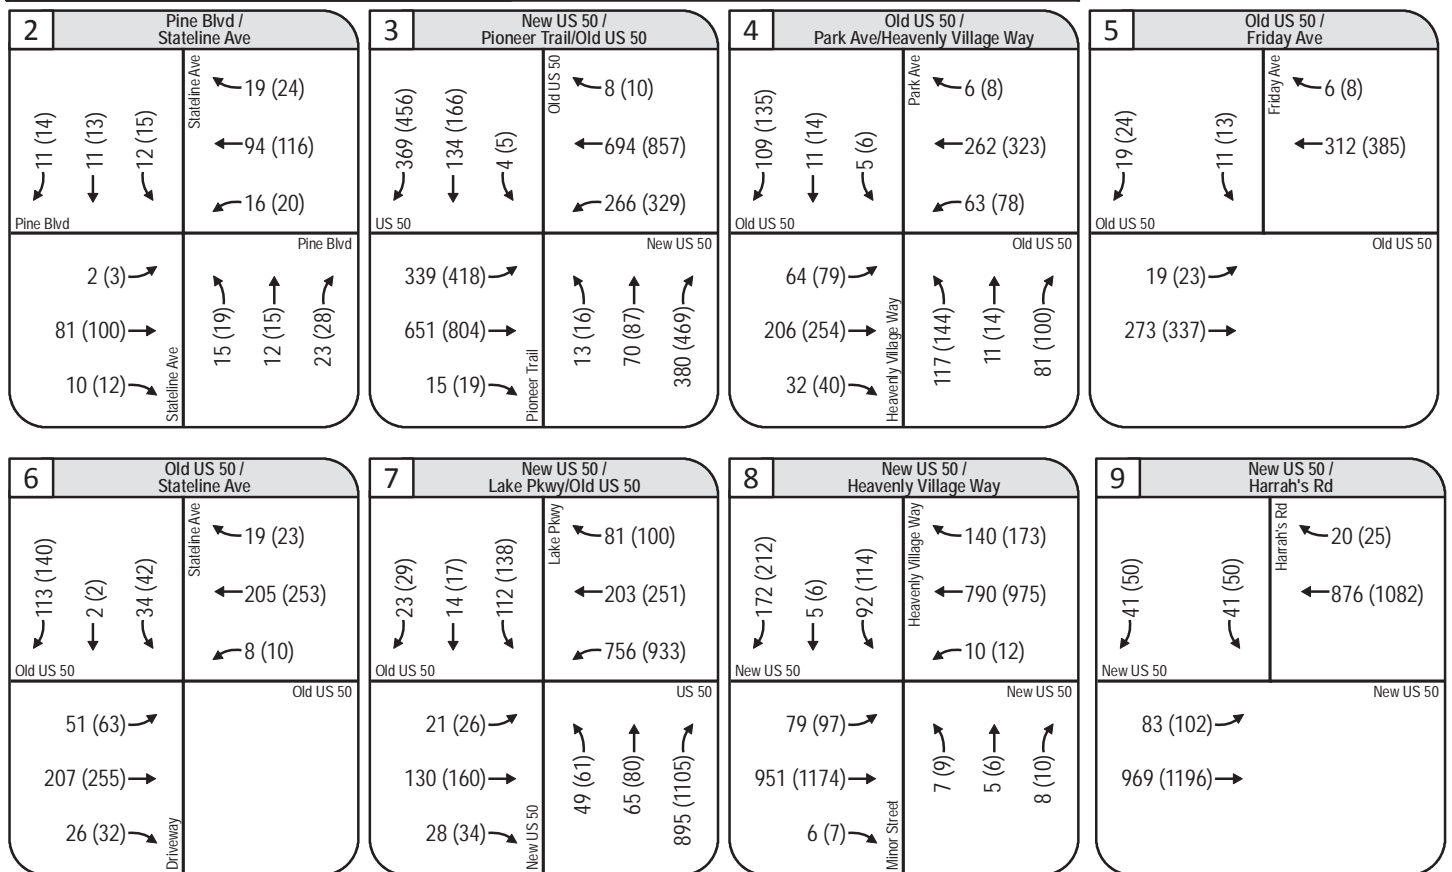 2
Pine Blvd /
Stateline Ave
11 (14)
11 (13)
12 (15)
Stateline Ave
19 (24)
94 (116)
16 (20)
Pine Blvd
Pine Blvd
2 (3)
81 (100)
10 (12)
Stateline Ave
15 (19)
12 (15)
23 (28)
3
New US 50 /
Pioneer Trail/Old US 50
369 (456)
134 (166)
4 (5)
Old US 50
8 (10)
694 (857)
266 (329)
US 50
New US 50
339 (418)
651 (804)
15 (19)
Pioneer Trail
13 (16)
70 (87)
380 (469)
4
Old US 50 /
Park Ave/Heavenly Village Way
109 (135)
11 (14)
5 (6)
Park Ave
6 (8)
262 (323)
63 (78)
Old US 50
Old US 50
64 (79)
206 (254)
32 (40)
Heavenly Village Way
117 (144)
11 (14)
81 (100)
5
Old US 50 /
Friday Ave
19 (24)
11 (13)
Friday Ave
6 (8)
312 (385)
Old US 50
Old US 50
19 (23)
273 (337)
6
Old US 50 /
Stateline Ave
113 (140)
2 (2)
34 (42)
Stateline Ave
19 (23)
205 (253)
8 (10)
Old US 50
Old US 50
51 (63)
207 (255)
26 (32)
Driveway
7
New US 50 /
Lake Pkwy/Old US 50
23 (29)
14 (17)
112 (138)
Lake Pkwy
81 (100)
203 (251)
756 (933)
Old US 50
US 50
21 (26)
130 (160)
28 (34)
New US 50
49 (61)
65 (80)
895 (1105)
8
New US 50 /
Heavenly Village Way
172 (212)
5 (6)
92 (114)
Heavenly Village Way
140 (173)
790 (975)
10 (12)
New US 50
New US 50
79 (97)
951 (1174)
6 (7)
Minor Street
7 (9)
5 (6)
8 (10)
9
New US 50 /
Harrah's Rd
41 (50)
41 (50)
Harrah's Rd
20 (25)
876 (1082)
New US 50
New US 50
83 (102)
969 (1196)